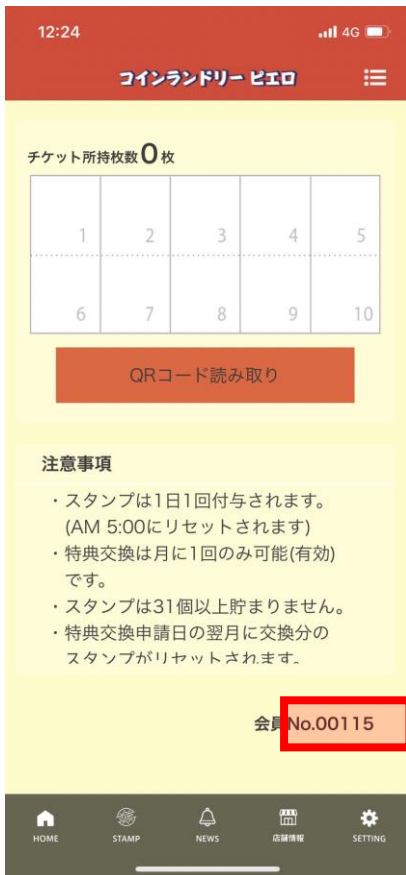 12:24 4G
コインランドリー ピエロ
チケット所持枚数0枚
1 2 3 4 5
6 7 8 9 10
QRコード読み取り
注意事項
・スタンプは1日1回付与されます。
(AM 5:00にリセットされます)
・特典交換は月に1回のみ可能(有効)
です。
・スタンプは31個以上貯まりません。
・特典交換申請日の翌月に交換分の
スタンプがリセットされます。
会員No.00115
HOME STAMP NEWS 店舗情報 SETTING